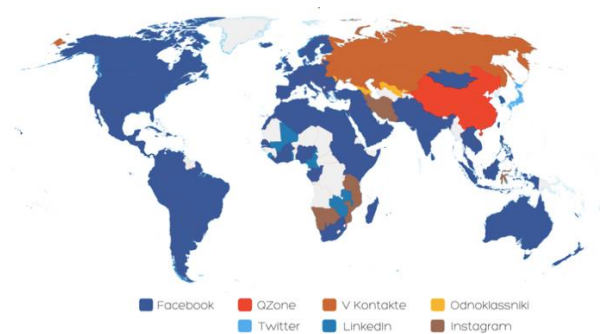 Facebook QZone V Kontakte Odnoklassniki
Twitter LinkedIn Instagram